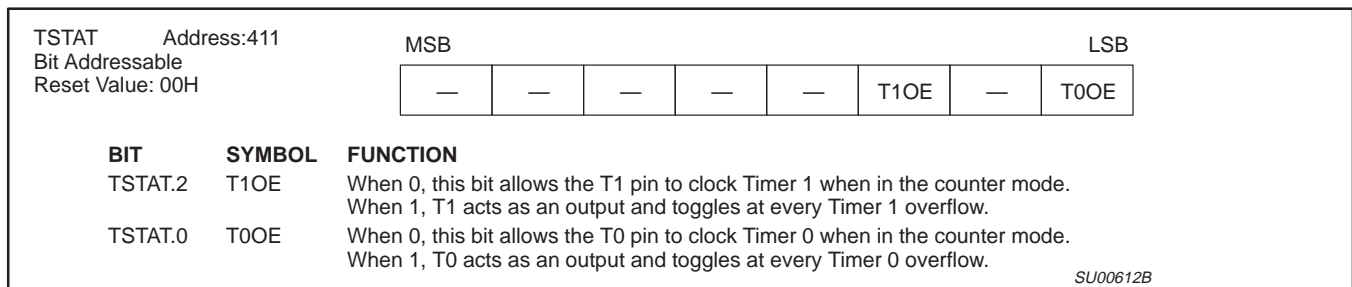 TSTAT Address:411
Bit Addressable
Reset Value: 00H
MSB LSB
— — — — — T1OE — T0OE
BIT SYMBOL FUNCTION
TSTAT.2 T1OE When 0, this bit allows the T1 pin to clock Timer 1 when in the counter mode.
When 1, T1 acts as an output and toggles at every Timer 1 overflow.
TSTAT.0 T0OE When 0, this bit allows the T0 pin to clock Timer 0 when in the counter mode.
When 1, T0 acts as an output and toggles at every Timer 0 overflow.
SU00612B